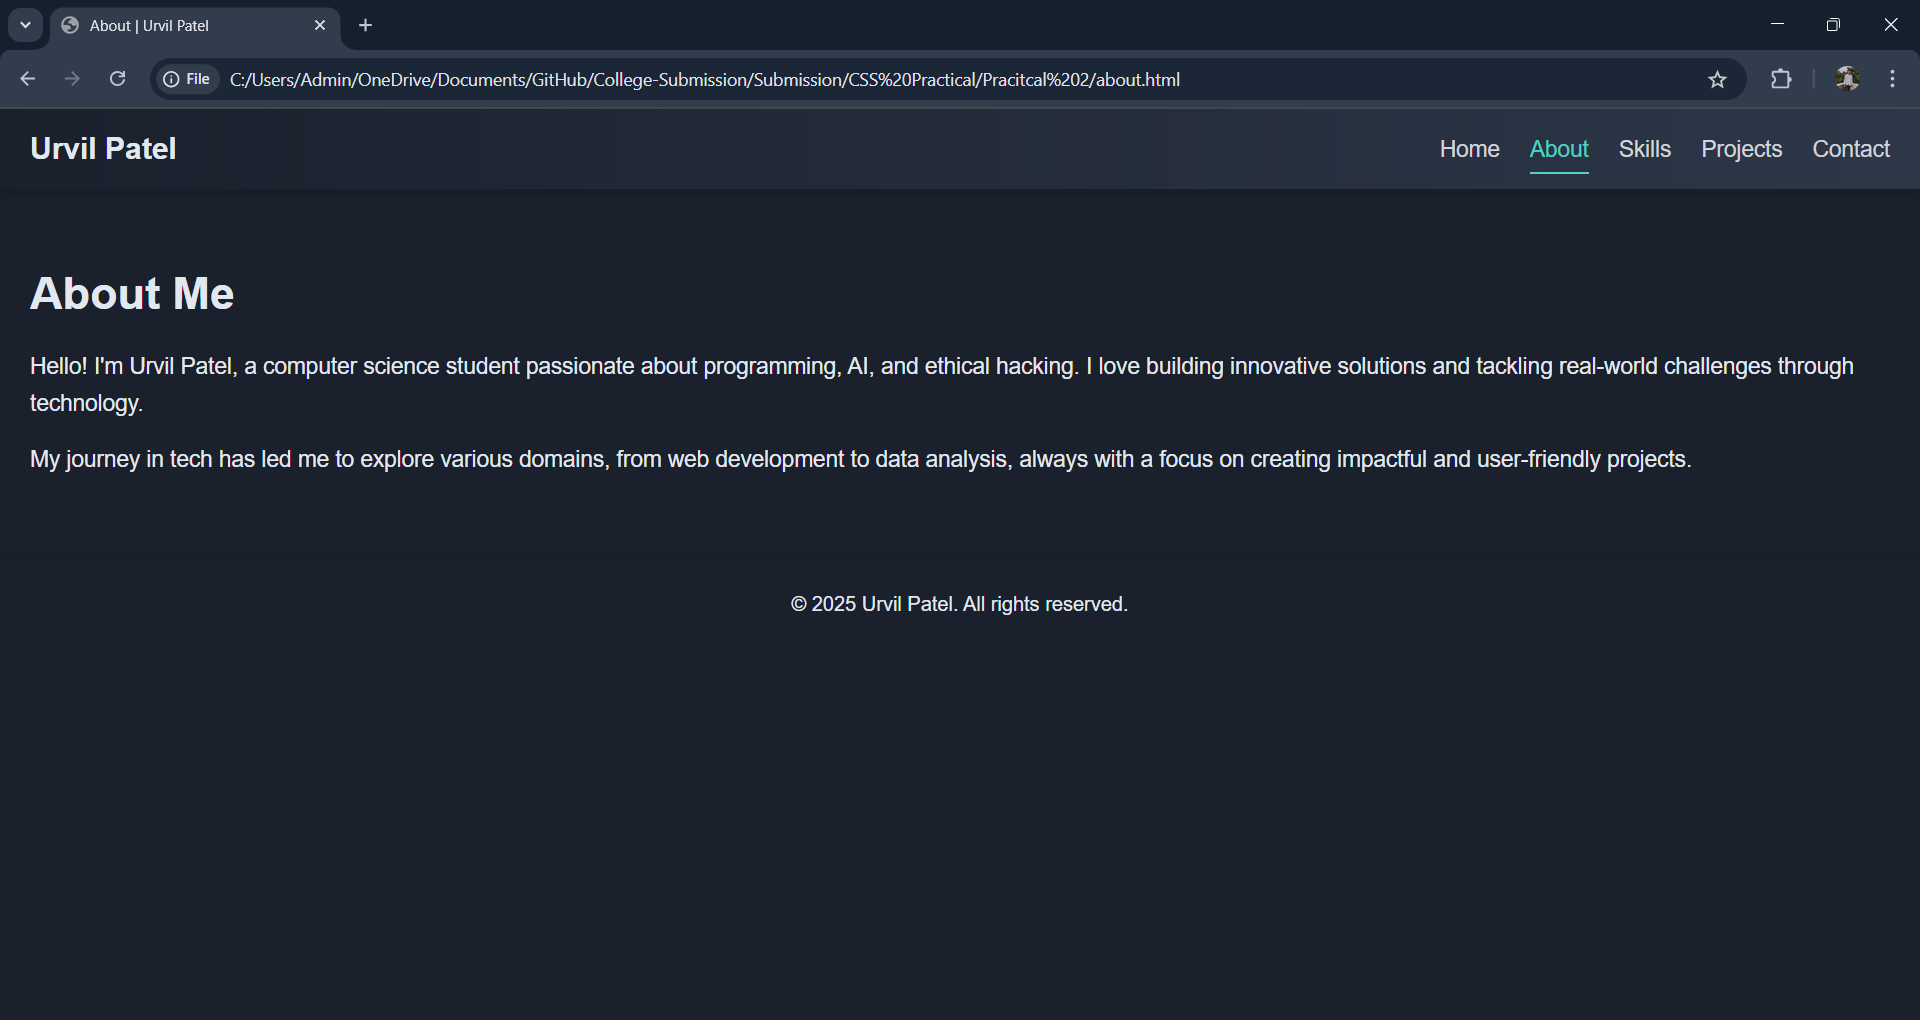 About | Urvil Patel
File
C:/Users/Admin/OneDrive/Documents/GitHub/College-Submission/Submission/CSS%20Practical/Pracitcal%202/about.html
Urvil Patel
Home About Skills Projects Contact
About Me
Hello! I'm Urvil Patel, a computer science student passionate about programming, AI, and ethical hacking. I love building innovative solutions and tackling real-world challenges through
technology.
My journey in tech has led me to explore various domains, from web development to data analysis, always with a focus on creating impactful and user-friendly projects.
© 2025 Urvil Patel. All rights reserved.